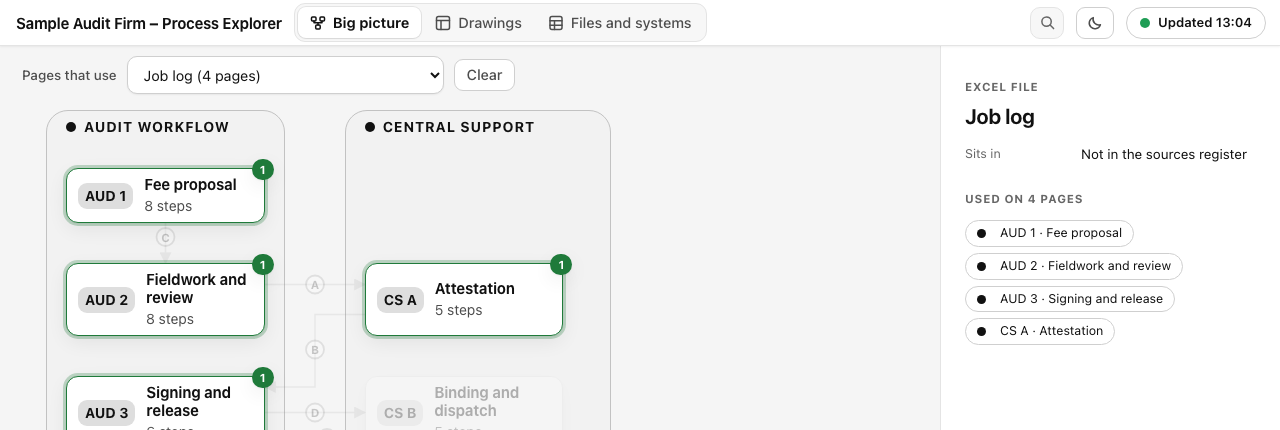 Sample Audit Firm – Process Explorer
Big picture
Drawings
Files and systems
Updated 13:04
Pages that use
Job log (4 pages)
Clear
AUDIT WORKFLOW
CENTRAL SUPPORT
1
AUD 1
Fee proposal
8 steps
C
1
AUD 2
Fieldwork and
review
8 steps
A
1
CS A
Attestation
5 steps
B
1
AUD 3
Signing and
release
D
CS B
Binding and
dispatch
EXCEL FILE
Job log
Sits in
Not in the sources register
USED ON 4 PAGES
AUD 1 · Fee proposal
AUD 2 · Fieldwork and review
AUD 3 · Signing and release
CS A · Attestation